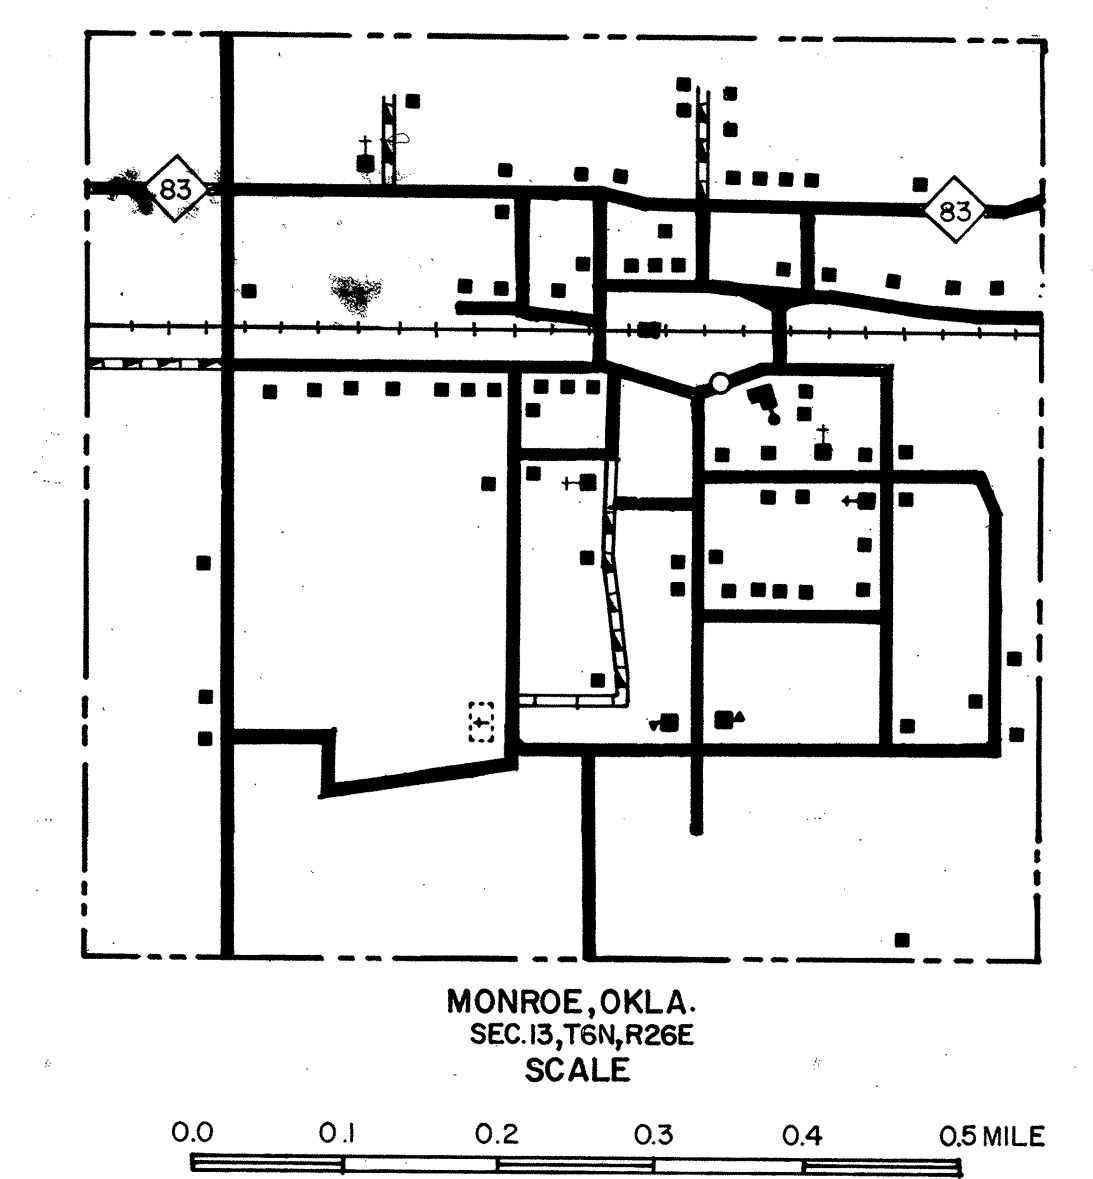 83
83
MONROE, OKLA.
SEC. 13, T6N, R26E
SCALE
0.0 0.1 0.2 0.3 0.4 0.5 MILE